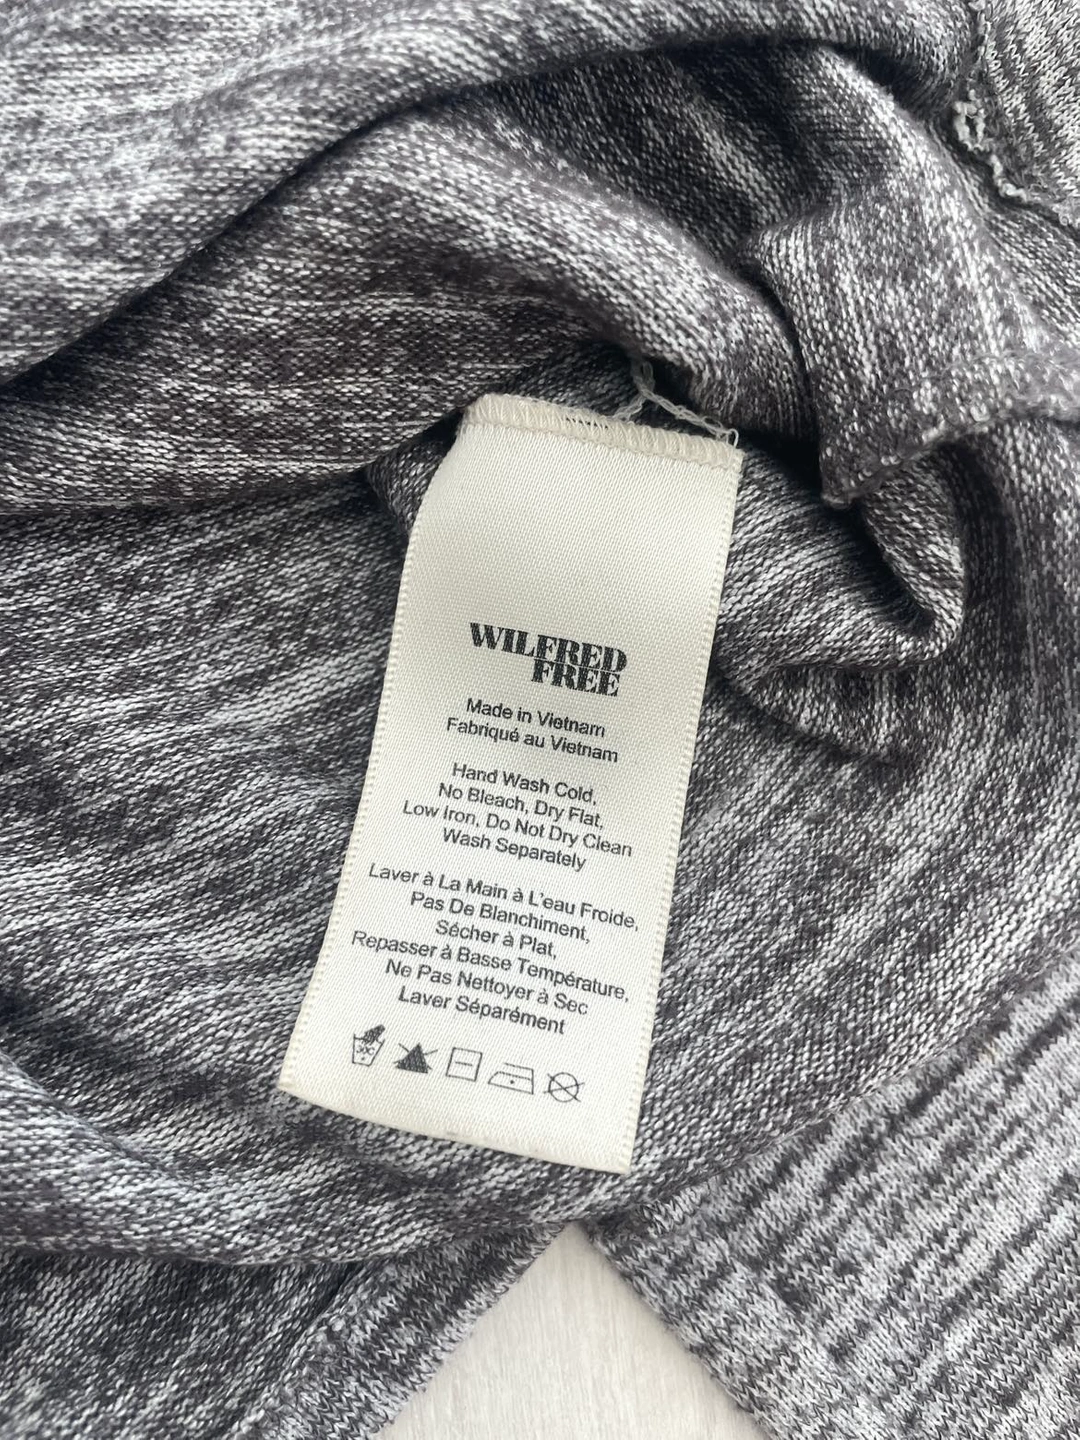 WILFRED
FREE
Made in Vietnam
Fabriqué au Vietnam
Hand Wash Cold,
No Bleach, Dry Flat,
Low Iron, Do Not Dry Clean
Wash Separately
Laver à La Main à L'eau Froide,
Pas De Blanchiment,
Sécher à Plat,
Repasser à Basse Température,
Ne Pas Nettoyer à Sec
Laver Séparément
30C